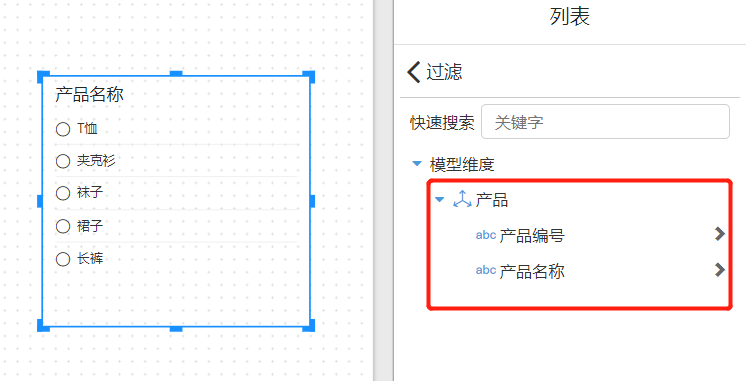 产品名称
T恤
夹克衫
袜子
裙子
长裤
列表
过滤
快速搜索 关键字
模型维度
产品
abc 产品编号
abc 产品名称